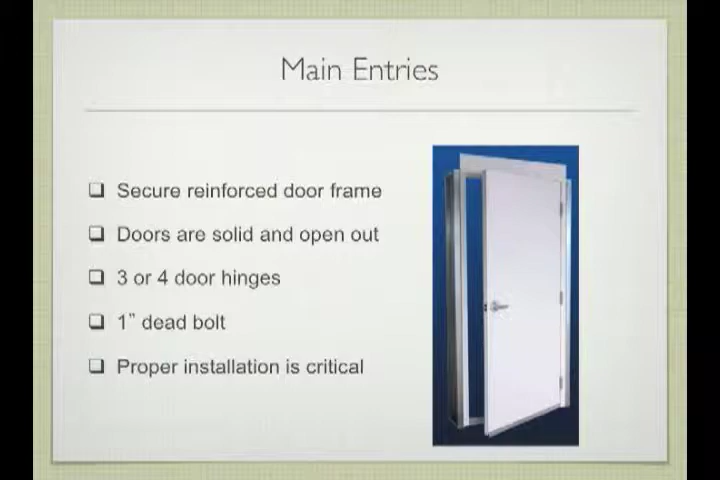 Main Entries
Secure reinforced door frame
Doors are solid and open out
3 or 4 door hinges
1” dead bolt
Proper installation is critical